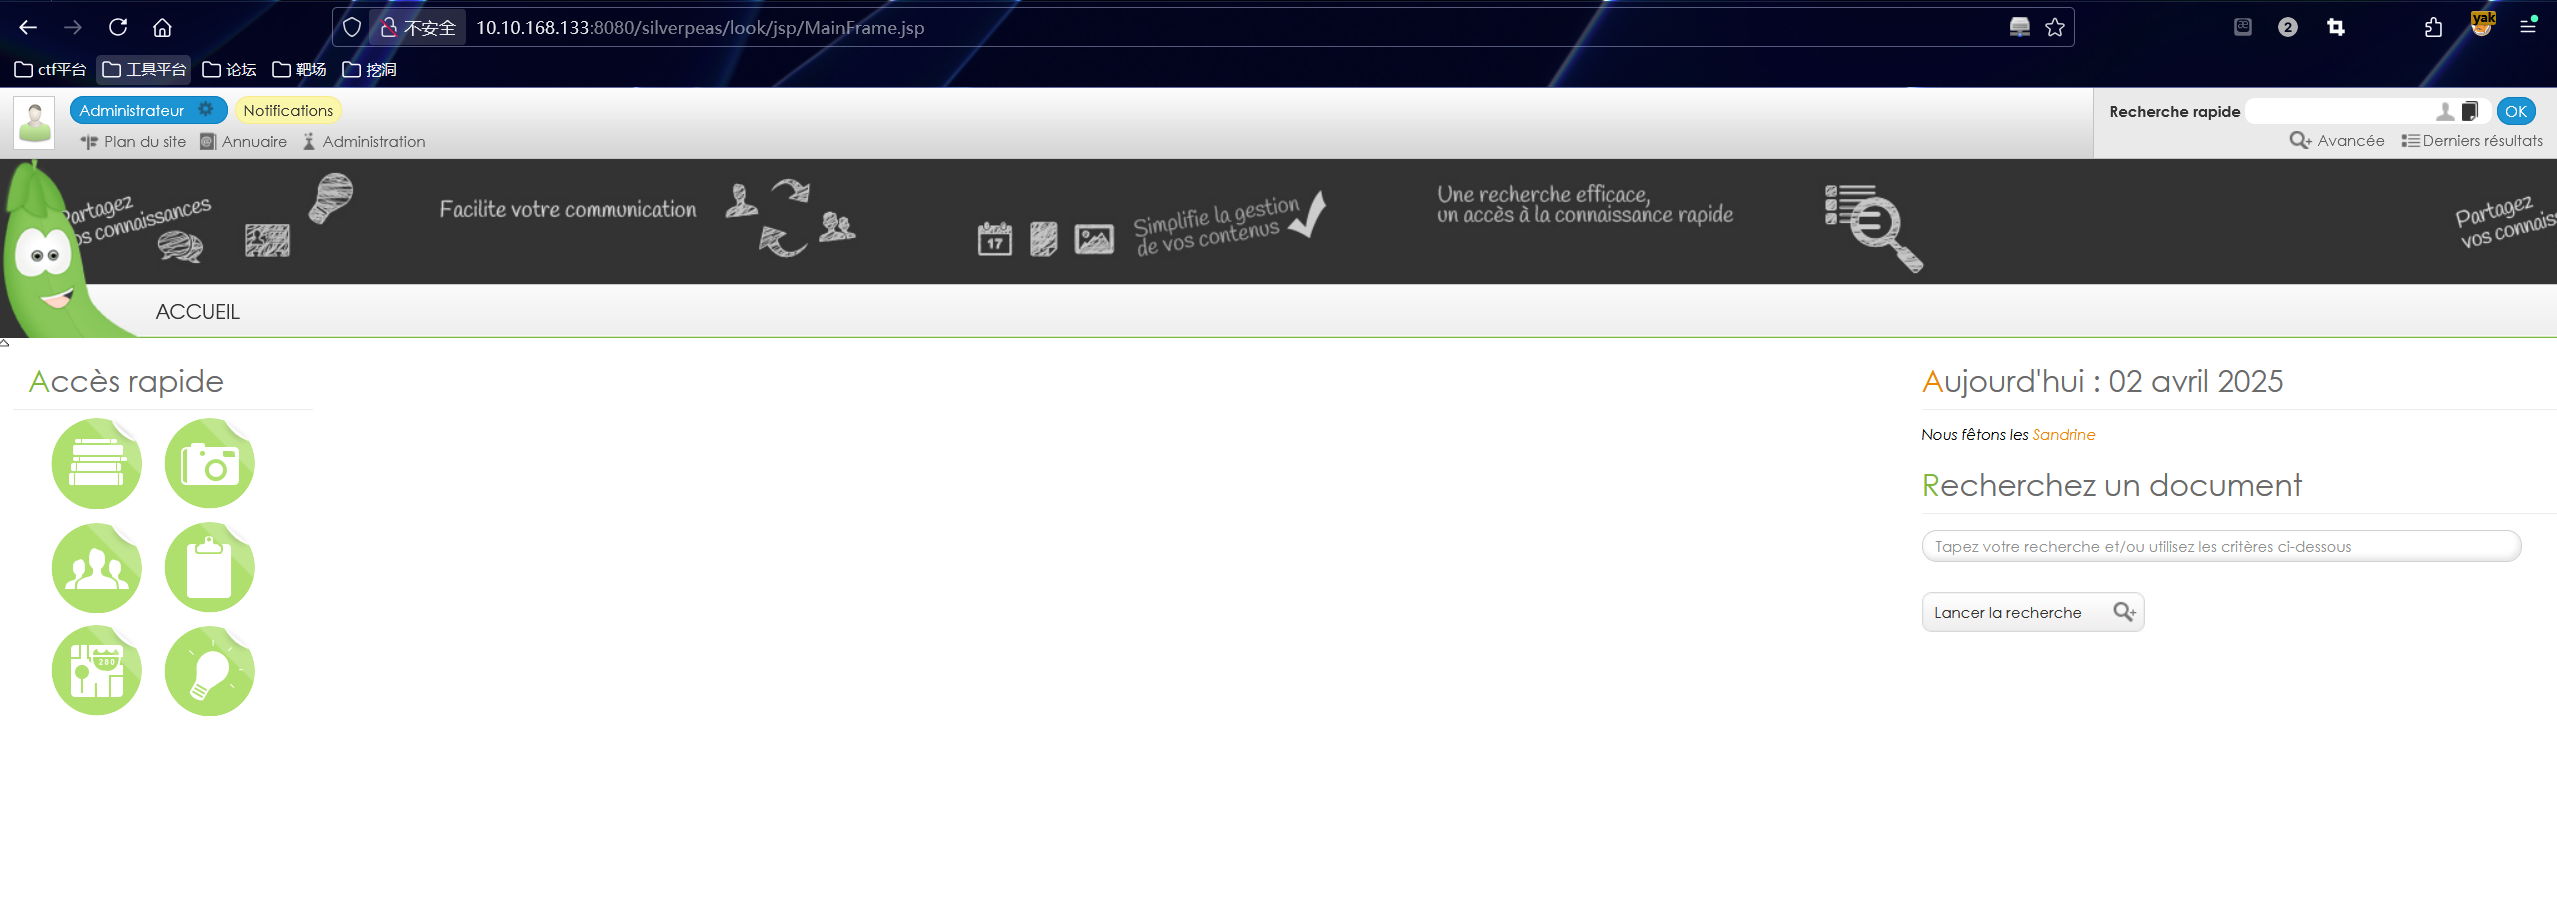 不安全 10.10.168.133:8080/silverpeas/look/jsp/MainFrame.jsp 2 yak
ctf平台 工具平台 论坛 靶场 挖洞
Administrateur Notifications
Recherche rapide OK
Plan du site Annuaire Administration
Avancée Derniers résultats
Partagez
vos connaissances
Facilite votre communication
17
Simplifie la gestion
de vos contenus
Une recherche efficace,
un accès à la connaissance rapide
Partagez
vos connais
ACCUEIL
Accès rapide
280
Aujourd'hui : 02 avril 2025
Nous fêtons les Sandrine
Recherchez un document
Tapez votre recherche et/ou utilisez les critères ci-dessous
Lancer la recherche